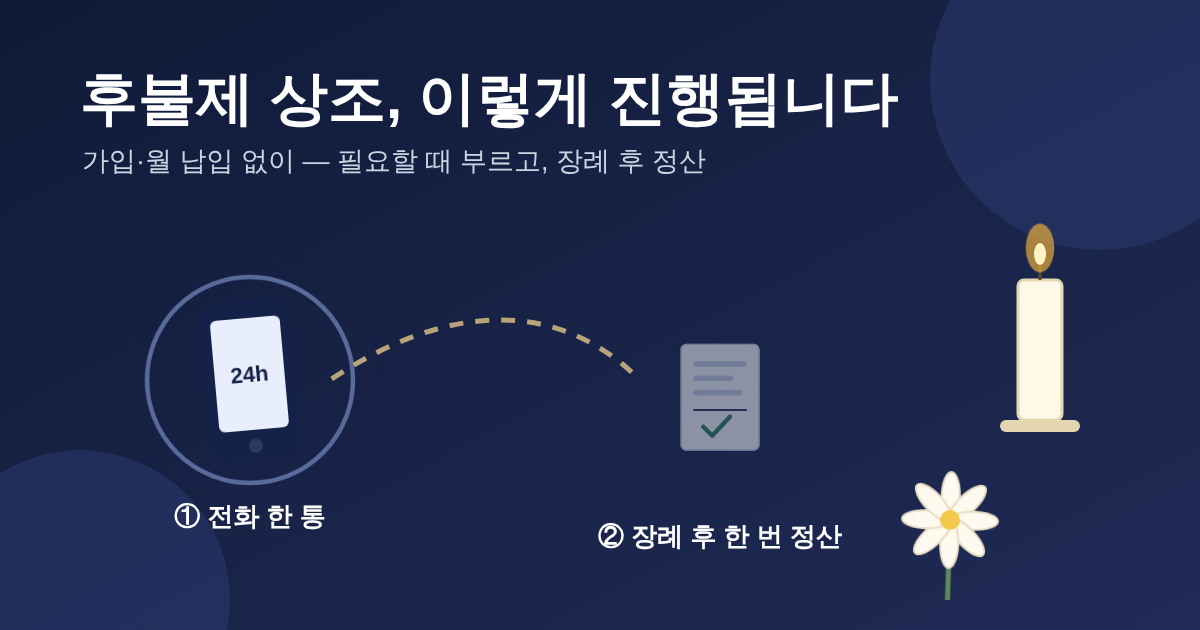 후불제 상조, 이렇게 진행됩니다
가입·월 납입 없이 — 필요할 때 부르고, 장례 후 정산
24h
① 전화 한 통
② 장례 후 한 번 정산